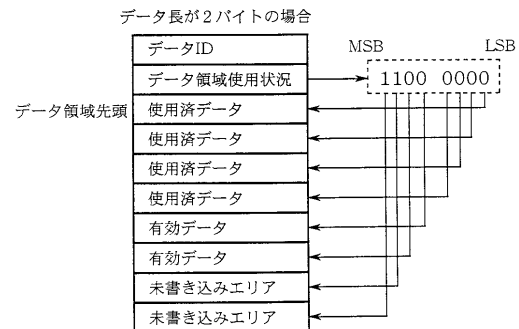 データ長が2バイトの場合
データID
MSB
LSB
データ領域使用状況
1100 0000
データ領域先頭
使用済データ
使用済データ
使用済データ
使用済データ
有効データ
有効データ
未書き込みエリア
未書き込みエリア